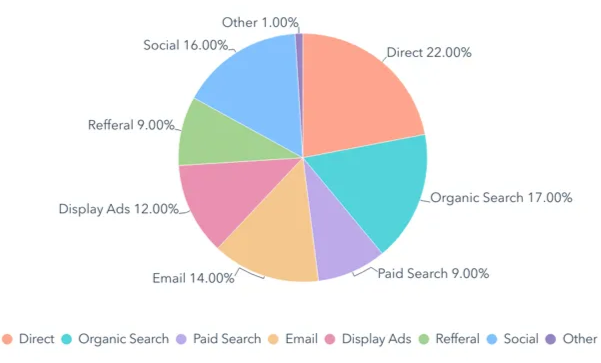 Other 1.00%
Social 16.00%
Direct 22.00%
Refferal 9.00%
Organic Search 17.00%
Display Ads 12.00%
Email 14.00%
Paid Search 9.00%
Direct Organic Search Paid Search Email Display Ads Refferal Social Other